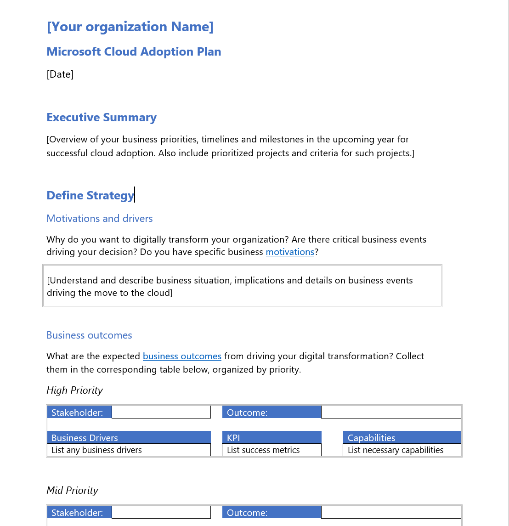 [Your organization Name]
Microsoft Cloud Adoption Plan
[Date]
Executive Summary
[Overview of your business priorities, timelines and milestones in the upcoming year for
successful cloud adoption. Also include prioritized projects and criteria for such projects.]
Define Strategy
Motivations and drivers
Why do you want to digitally transform your organization? Are there critical business events
driving your decision? Do you have specific business motivations?
[Understand and describe business situation, implications and details on business events
driving the move to the cloud]
Business outcomes
What are the expected business outcomes from driving your digital transformation? Collect
them in the corresponding table below, organized by priority.
High Priority
Stakeholder: Outcome:
Business Drivers KPI Capabilities
List any business drivers List success metrics List necessary capabilities
Mid Priority
Stakeholder: Outcome: